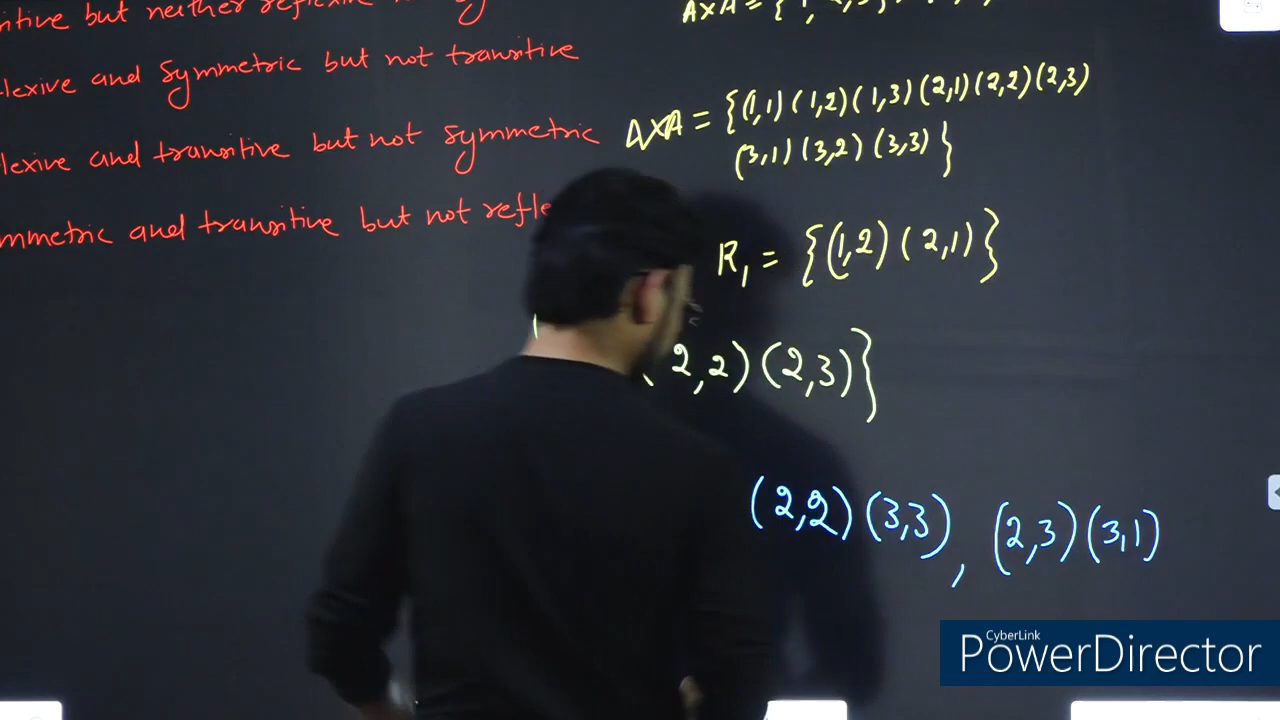 itive but neither
lexive and Symmetric but not transitive
lexive and transitive but not symmetric
mmetric and transitive but not refle
AXA = {
AXA = {(1,1) (1,2) (1,3) (2,1) (2,2) (2,3)
(3,1) (3,2) (3,3) }
R1 = {(1,2) (2,1)}
( 2,2) (2,3)}
(2,2) (3,3) , (2,3) (3,1)
CyberLink
PowerDirector